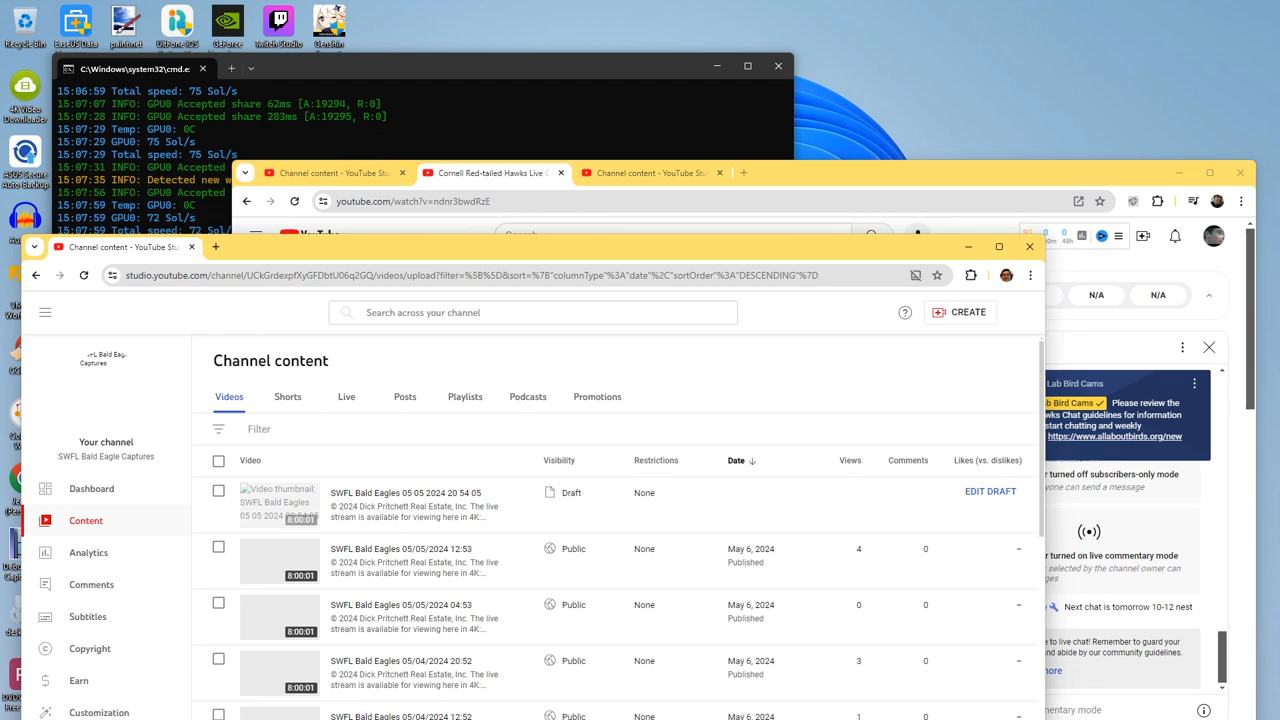 Recycle Bin
EaseUS Data
paint.net
UltFone iOS
GeForce
Twitch Studio
Genshin
4K Video
Downloader
ASUS Secure
C:\Windows\system32\cmd.e:
15:06:59 Total speed: 75 Sol/s
15:07:07 INFO: GPU0 Accepted share 62ms [A:19294, R:0]
15:07:28 INFO: GPU0 Accepted share 283ms [A:19295, R:0]
15:07:29 Temp: GPU0: 0C
15:07:29 GPU0: 75 Sol/s
15:07:29 Total speed: 75 Sol/s
15:07:31 INFO: GPU0 Accepted
15:07:35 INFO: Detected new w
15:07:56 INFO: GPU0 Accepted
15:07:29 Temp: GPU0: 0C
15:07:59 GPU0: 72 Sol/s
Channel content - YouTube Stu
Cornell Red-tailed Hawks Live C
Channel content - YouTube Stu
youtube.com/watch?v=ndnr3bwdRzE
Search
Channel content - YouTube Stu
studio.youtube.com/channel/UCkGrdexpfXyGFDbtU06q2GQ/videos/upload?filter=%5B%5D&sort=%7B"columnType"%3A"date"%2C"sortOrder"%3A"DESCENDING"%7D
Search across your channel
CREATE
N/A
N/A
SWFL Bald Eag.
Captures
Your channel
SWFL Bald Eagle Captures
Dashboard
Content
Analytics
Comments
Subtitles
Copyright
Earn
Customization
Channel content
Videos Shorts Live Posts Playlists Podcasts Promotions
Filter
Video Visibility Restrictions Date Views Comments Likes (vs. dislikes)
Video thumbnail:
SWFL Bald Eagles
05 05 2024 20 54 05
8:00:01
SWFL Bald Eagles 05 05 2024 20 54 05
© 2024 Dick Pritchett Real Estate, Inc. The live
stream is available for viewing here in 4K:...
Draft
None
EDIT DRAFT
8:00:01
SWFL Bald Eagles 05/05/2024 12:53
© 2024 Dick Pritchett Real Estate, Inc. The live
stream is available for viewing here in 4K:...
Public
None
May 6, 2024
Published
4
0
–
8:00:01
SWFL Bald Eagles 05/05/2024 04:53
© 2024 Dick Pritchett Real Estate, Inc. The live
stream is available for viewing here in 4K:...
Public
None
May 6, 2024
Published
0
0
–
8:00:01
SWFL Bald Eagles 05/04/2024 20:52
© 2024 Dick Pritchett Real Estate, Inc. The live
stream is available for viewing here in 4K:...
Public
None
May 6, 2024
Published
3
0
–
SWFL Bald Eagles 05/04/2024 12:52
Public
None
May 6, 2024
1
0
Lab Bird Cams
Please review the
Chat guidelines for information
start chatting and weekly
https://www.allaboutbirds.org/new
turned off subscribers-only mode
can send a message
turned on live commentary mode
selected by the channel owner can
Next chat is tomorrow 10-12 nest
to live chat! Remember to guard your
and abide by our community guidelines.
mode